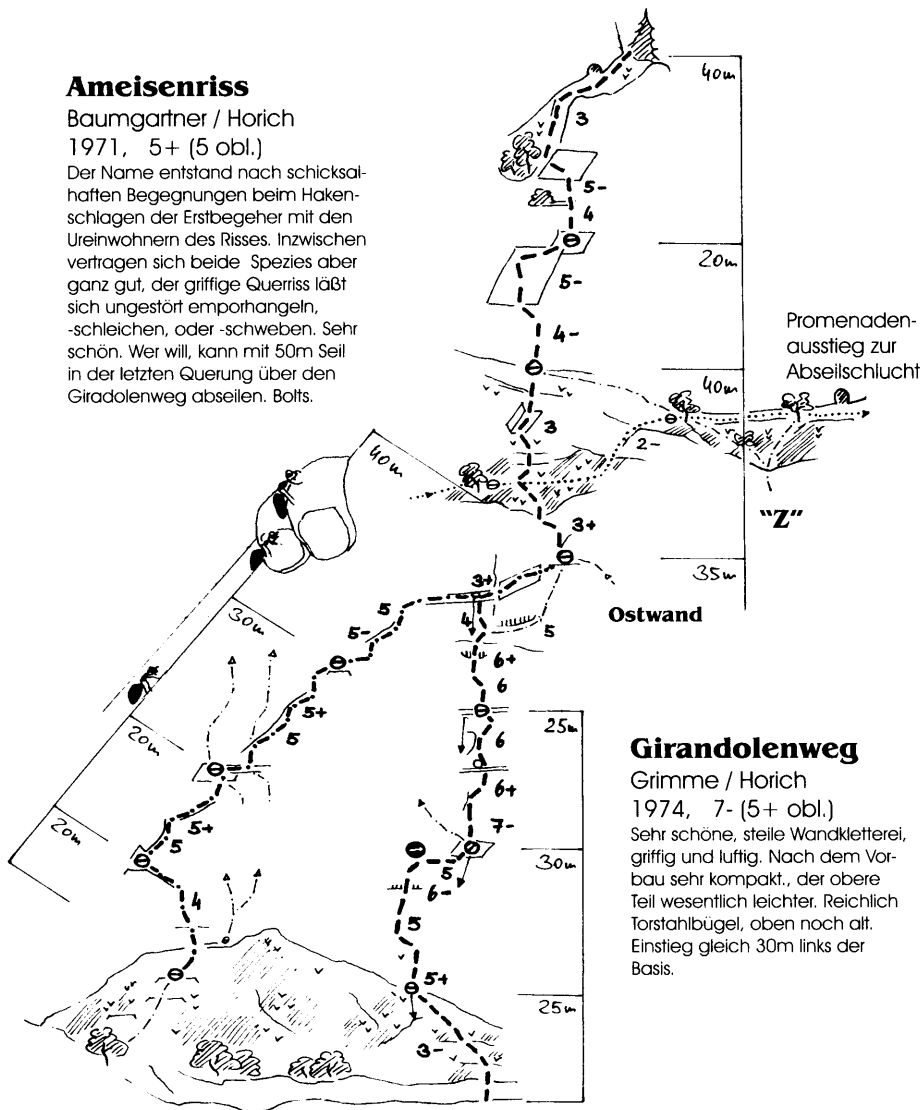 Ameisenriss
Baumgartner / Horich
1971, 5+ (5 obl.)
Der Name entstand nach schicksal-
haften Begegnungen beim Haken-
schlagen der Erstbegeher mit den
Ureinwohnern des Risses. Inzwischen
vertragen sich beide Spezies aber
ganz gut, der griffige Querriss läßt
sich ungestört emporhangeln,
-schleichen, oder -schweben. Sehr
schön. Wer will, kann mit 50m Seil
in der letzten Querung über den
Giradolenweg abseilen. Bolts.
40m
3
5-
4
20m
5-
4-
Promenaden-
ausstieg zur
Abseilschlucht
40m
3
2-
40m
"Z"
3+
35m
Ostwand
3+
5
4
5
5-
30m
6+
6
5+
5
25m
6
20m
6+
7-
5+
5
20m
30m
5
6-
4
5
5+
25m
3-
Girandolenweg
Grimme / Horich
1974, 7- (5+ obl.)
Sehr schöne, steile Wandkletterei,
griffig und luftig. Nach dem Vor-
bau sehr kompakt., der obere
Teil wesentlich leichter. Reichlich
Torstahlbügel, oben noch alt.
Einstieg gleich 30m links der
Basis.